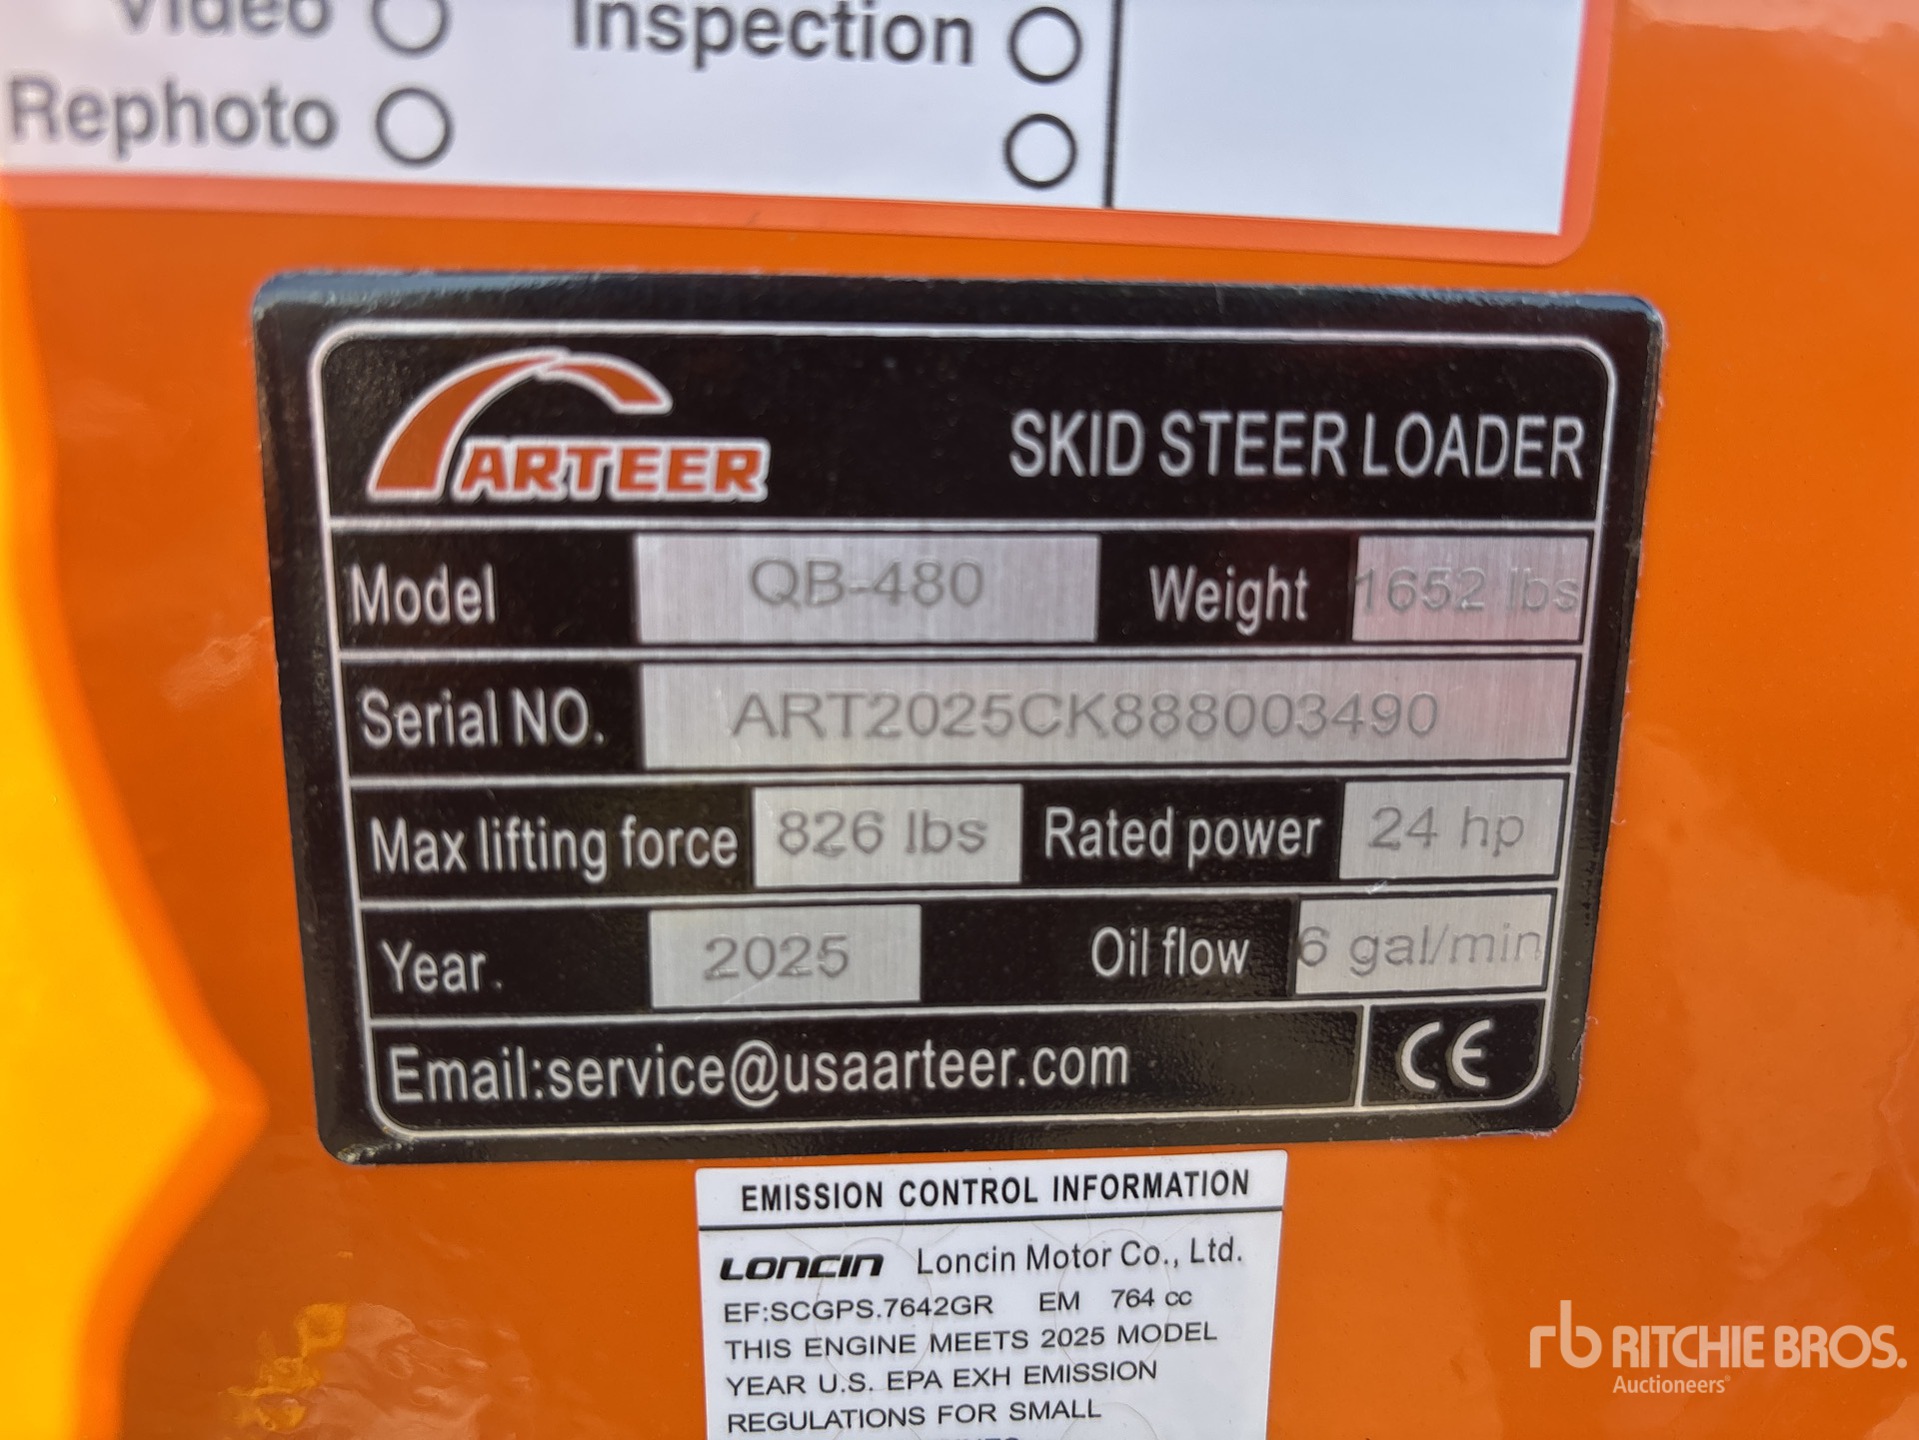 Video
Inspection
Rephoto
ARTEER
SKID STEER LOADER
Model QB-480 Weight 1652 lbs
Serial NO. ART2025CK888003490
Max lifting force 826 lbs Rated power 24 hp
Year. 2025 Oil flow 6 gal/min
Email:service@usaarteer.com CE
EMISSION CONTROL INFORMATION
LONCIN Loncin Motor Co., Ltd.
EF:SCGPS.7642GR EM 764 cc
THIS ENGINE MEETS 2025 MODEL
YEAR U.S. EPA EXH EMISSION
REGULATIONS FOR SMALL
rb RITCHIE BROS.
Auctioneers